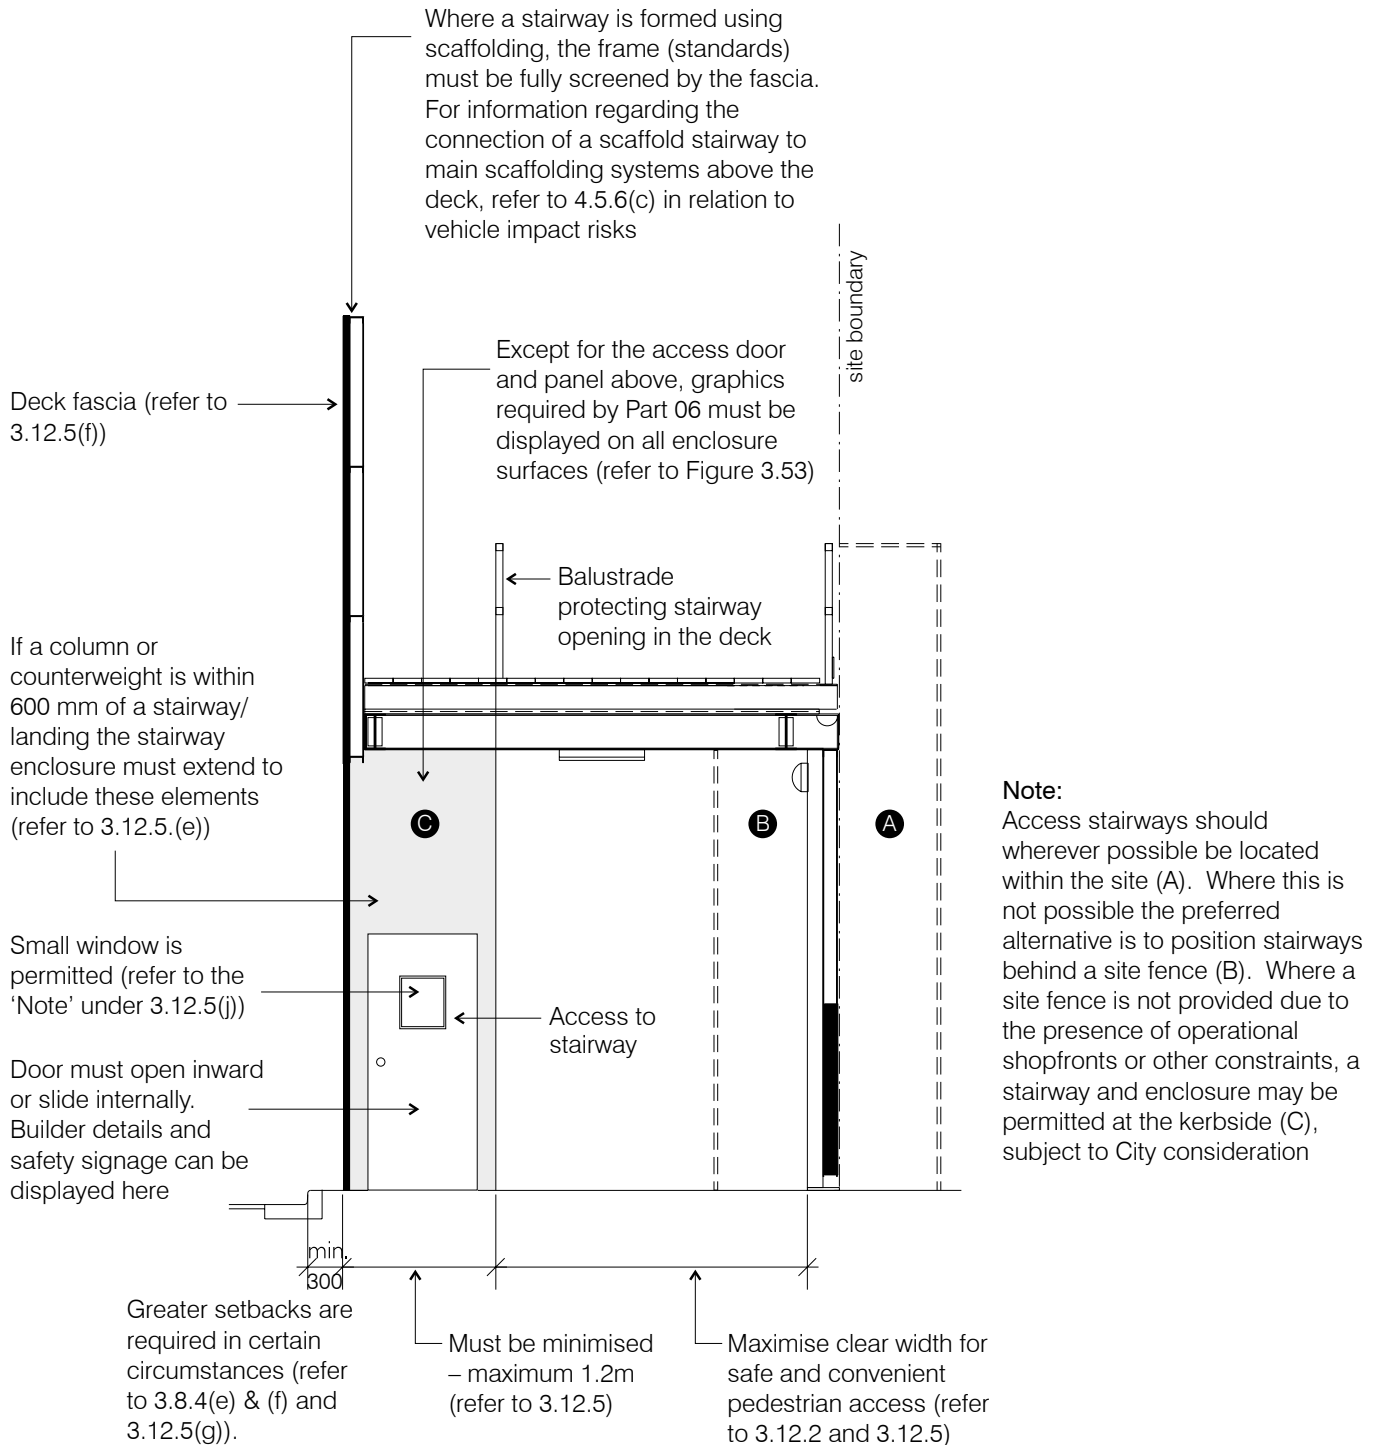 Where a stairway is formed using
scaffolding, the frame (standards)
must be fully screened by the fascia.
For information regarding the
connection of a scaffold stairway to
main scaffolding systems above the
deck, refer to 4.5.6(c) in relation to
vehicle impact risks
site boundary
Except for the access door
and panel above, graphics
required by Part 06 must be
displayed on all enclosure
surfaces (refer to Figure 3.53)
Deck fascia (refer to
3.12.5(f))
Balustrade
protecting stairway
opening in the deck
If a column or
counterweight is within
600 mm of a stairway/
landing the stairway
enclosure must extend to
include these elements
(refer to 3.12.5.(e))
C
B
A
Note:
Access stairways should
wherever possible be located
within the site (A).  Where this is
not possible the preferred
alternative is to position stairways
behind a site fence (B).  Where a
site fence is not provided due to
the presence of operational
shopfronts or other constraints, a
stairway and enclosure may be
permitted at the kerbside (C),
subject to City consideration
Small window is
permitted (refer to the
‘Note’ under 3.12.5(j))
Access to
stairway
Door must open inward
or slide internally.
Builder details and
safety signage can be
displayed here
min.
300
Greater setbacks are
required in certain
circumstances (refer
to 3.8.4(e) & (f) and
3.12.5(g)).
Must be minimised
– maximum 1.2m
(refer to 3.12.5)
Maximise clear width for
safe and convenient
pedestrian access (refer
to 3.12.2 and 3.12.5)